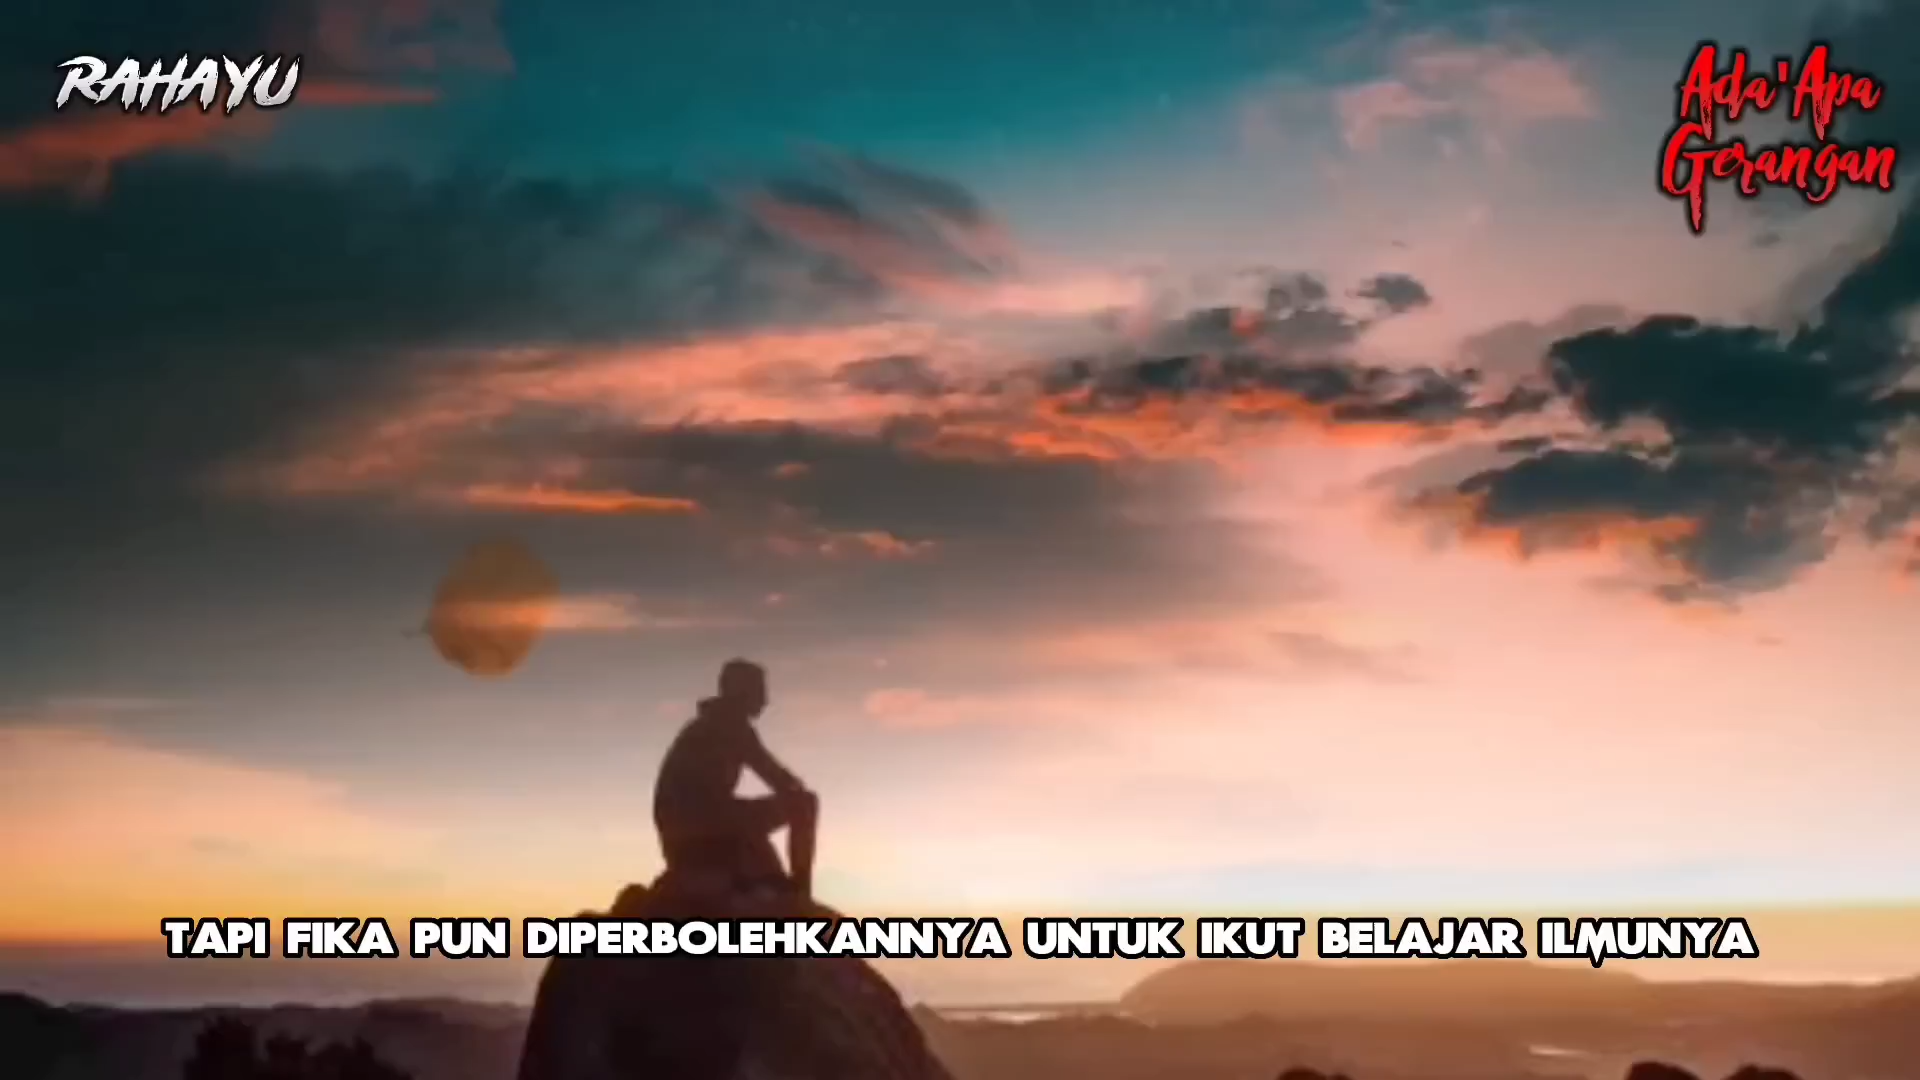 RAHAYU
Ada'Apa
Gerangan
TAPI FIKA PUN DIPERBOLEHKANNYA UNTUK IKUT BELAJAR ILMUNYA